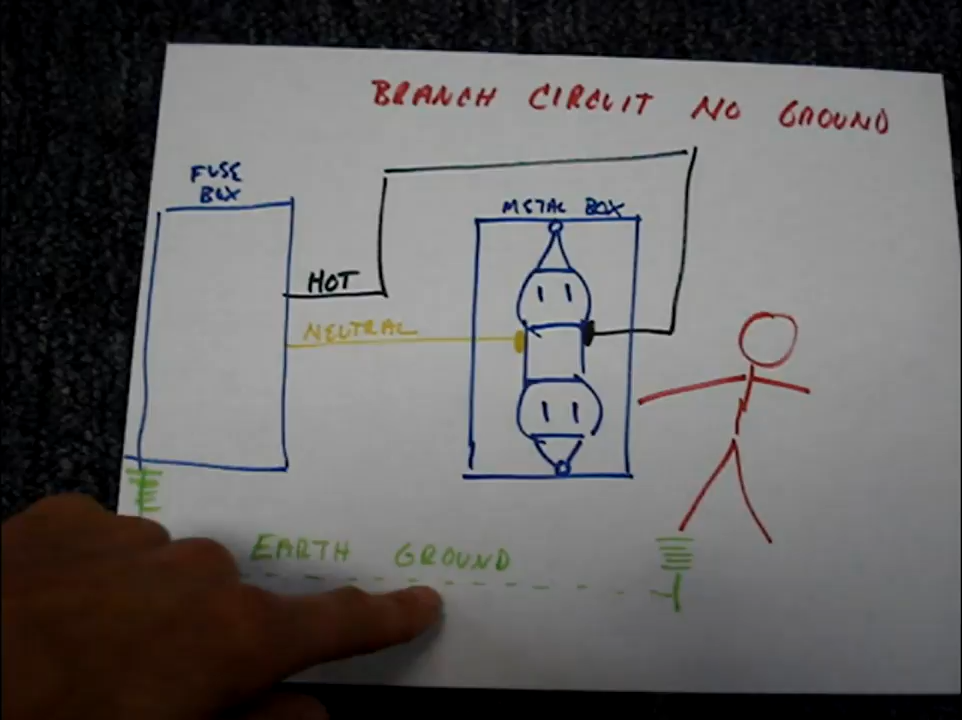 BRANCH CIRCUIT NO GROUND
FUSE
BOX
METAL BOX
HOT
NEUTRAL
EARTH GROUND